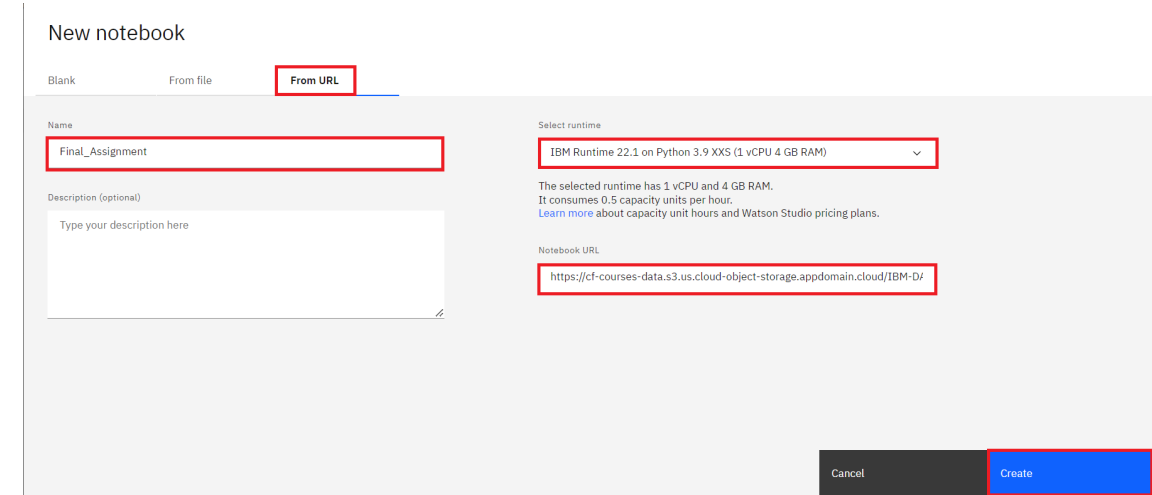 New notebook
Blank
From file
From URL
Name
Final_Assignment
Description (optional)
Type your description here
Select runtime
IBM Runtime 22.1 on Python 3.9 XXS (1 vCPU 4 GB RAM)
The selected runtime has 1 vCPU and 4 GB RAM.
It consumes 0.5 capacity units per hour.
Learn more about capacity unit hours and Watson Studio pricing plans.
Notebook URL
https://cf-courses-data.s3.us.cloud-object-storage.appdomain.cloud/IBM-DA
Cancel
Create